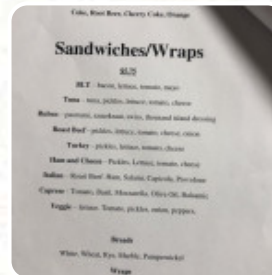 Coke, Root Beer, Cherry Coke, Orange
Sandwiches/Wraps
$5.75
BLT - bacon, lettuce, tomato, mayo
Tuna - tuna, pickles, lettuce, tomato, cheese
Reuben - pastrami, sauerkraut, swiss, thousand island dressing
Roast Beef - pickles, lettuce, tomato, cheese, onion
Turkey - pickles, lettuce, tomato, cheese
Ham and Cheese - Pickles, Lettuce, tomato, cheese
Italian - Roast Beef, Ham, Salami, Capicola, Provolone
Caprese - Tomato, Basil, Mozzarella, Olive Oil, Balsamic
Veggie - lettuce, Tomato, pickles, onion, peppers,
Breads
White, Wheat, Rye, Marble, Pumpernickel
Wraps